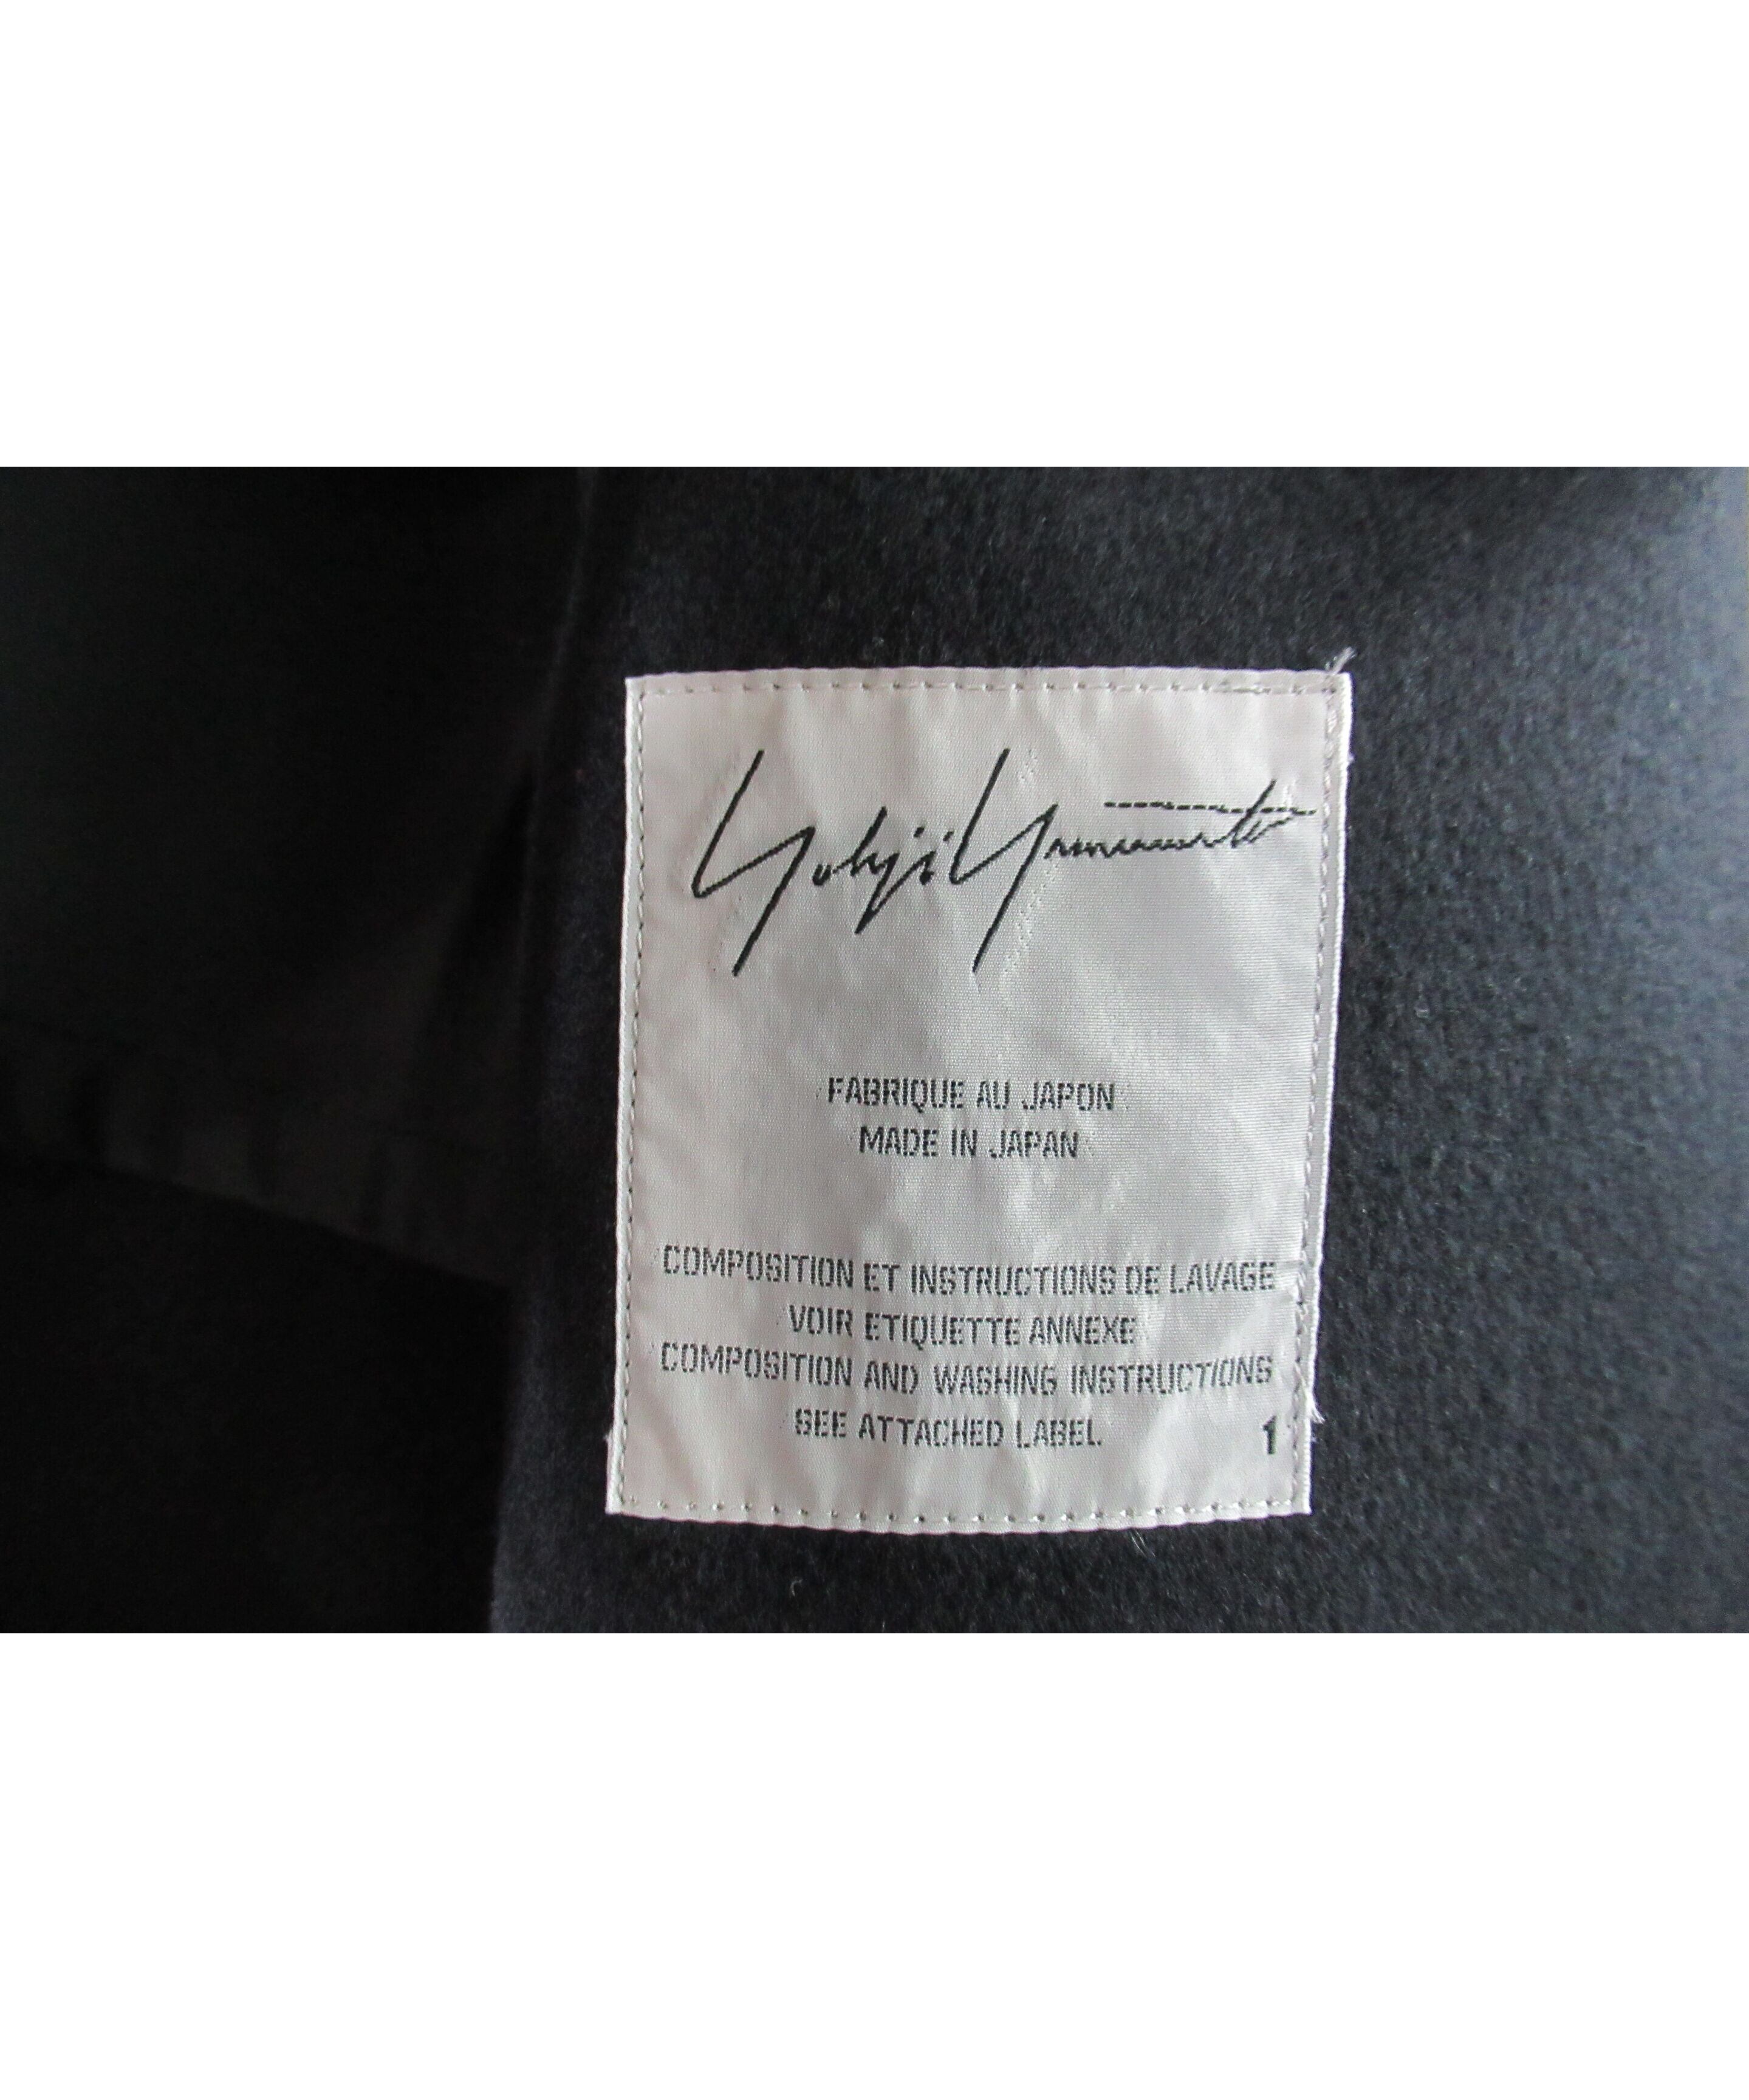 Yohji Yamamoto
FABRIQUE AU JAPON
MADE IN JAPAN
COMPOSITION ET INSTRUCTIONS DE LAVAGE
VOIR ETIQUETTE ANNEXE
COMPOSITION AND WASHING INSTRUCTIONS
SEE ATTACHED LABEL 1